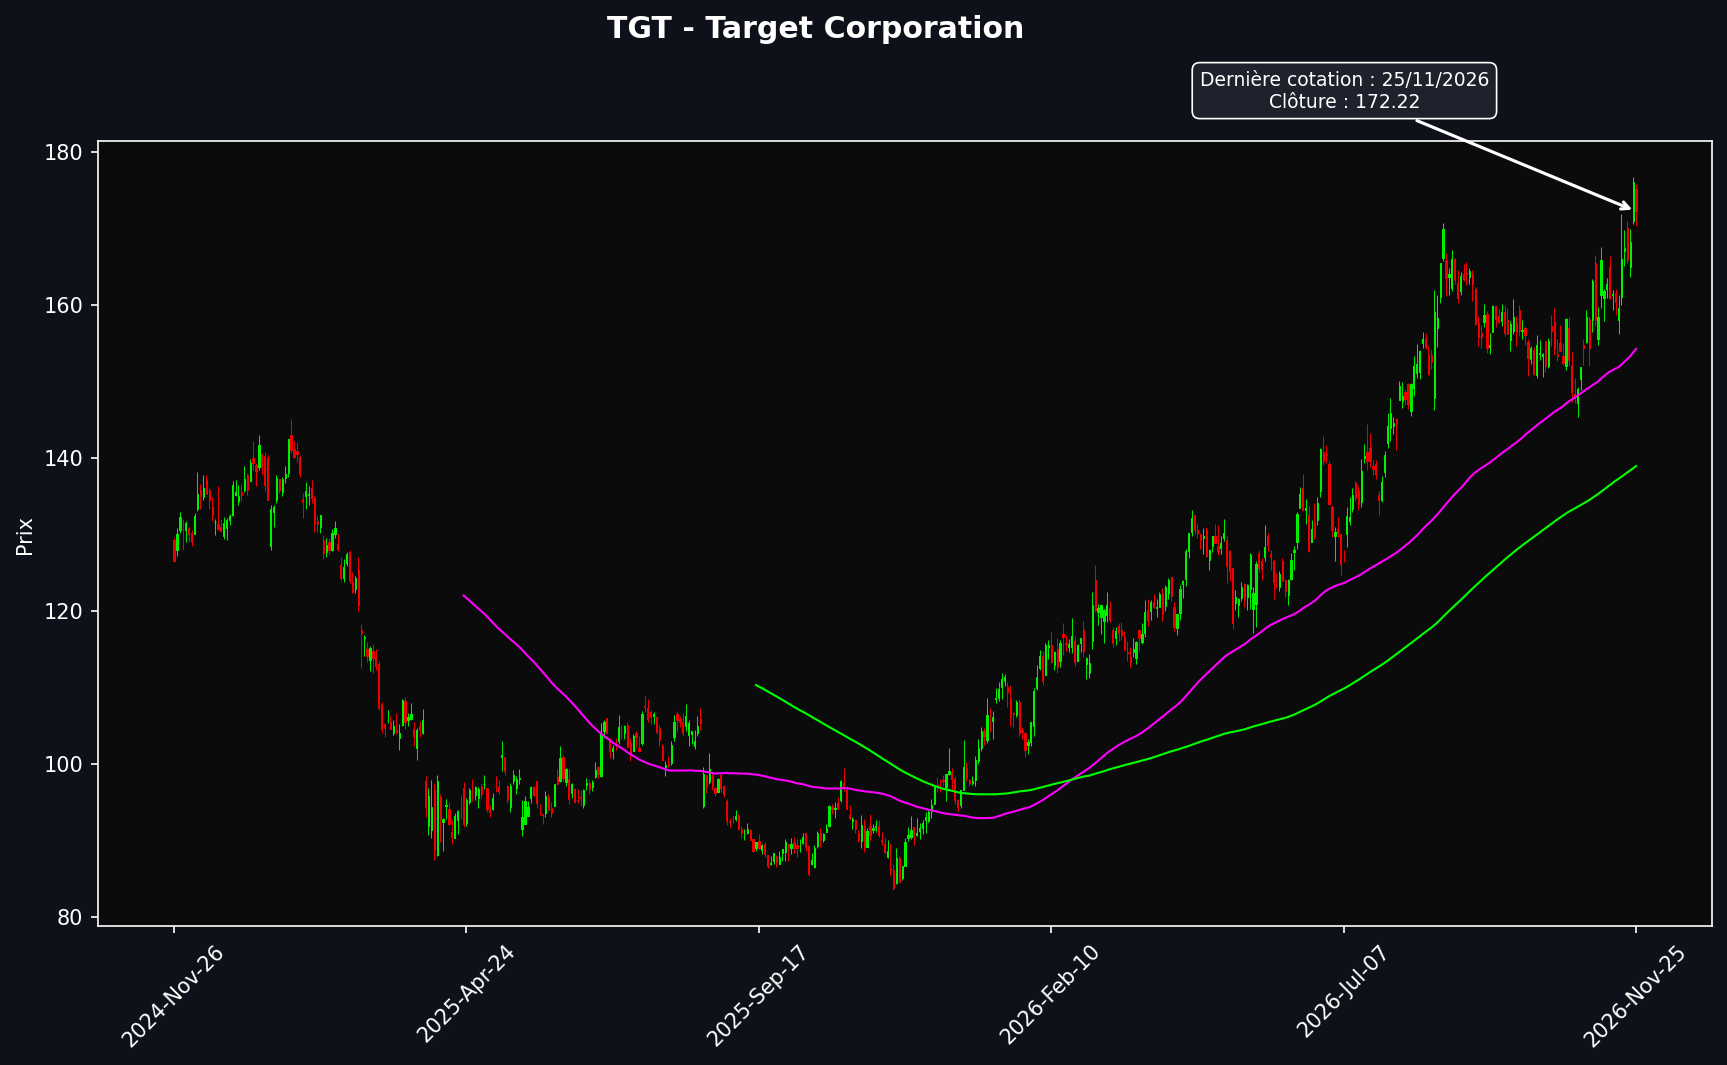 TGT - Target Corporation
Dernière cotation : 25/11/2026
Clôture : 172.22
180
160
140
120
100
80
Prix
2024-Nov-26
2025-Apr-24
2025-Sep-17
2026-Feb-10
2026-Jul-07
2026-Nov-25